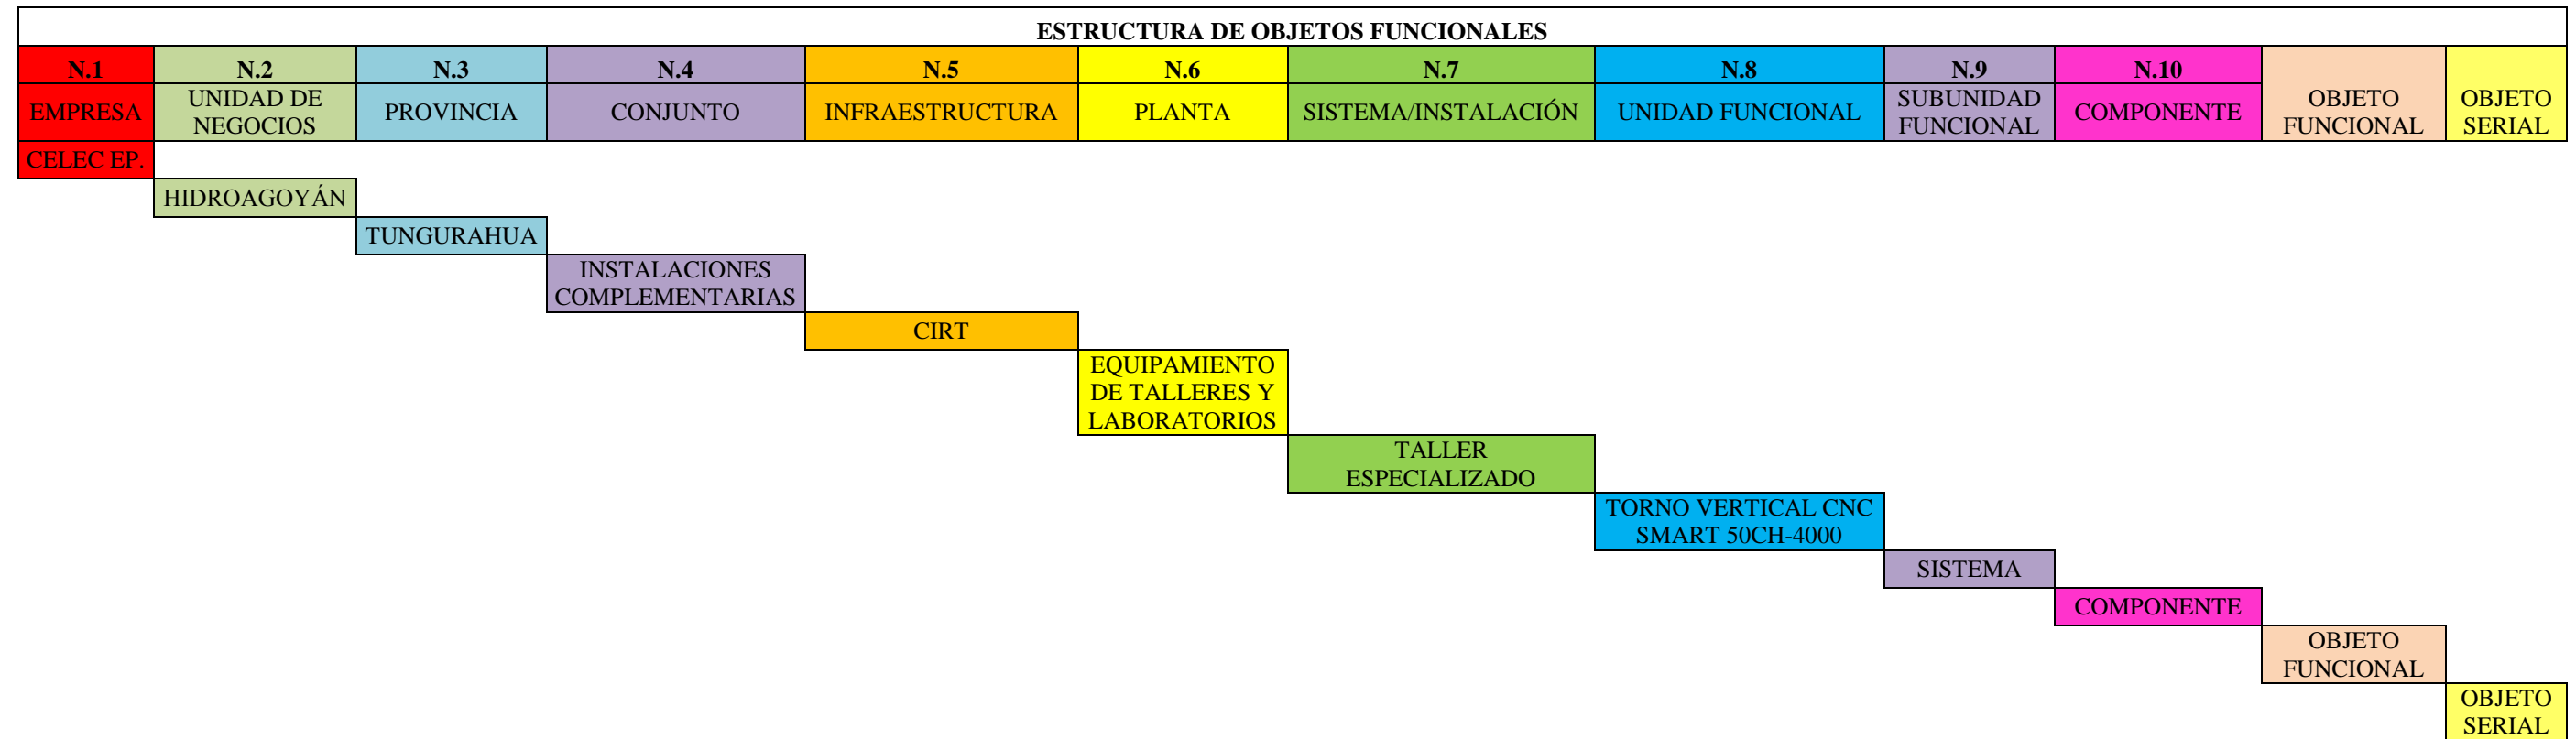 ESTRUCTURA DE OBJETOS FUNCIONALES
N.1 N.2 N.3 N.4 N.5 N.6 N.7 N.8 N.9 N.10
EMPRESA
UNIDAD DE
NEGOCIOS
PROVINCIA
CONJUNTO
INFRAESTRUCTURA
PLANTA
SISTEMA/INSTALACIÓN
UNIDAD FUNCIONAL
SUBUNIDAD
FUNCIONAL
COMPONENTE
OBJETO
FUNCIONAL
OBJETO
SERIAL
CELEC EP.
HIDROAGOYÁN
TUNGURAHUA
INSTALACIONES
COMPLEMENTARIAS
CIRT
EQUIPAMIENTO
DE TALLERES Y
LABORATORIOS
TALLER
ESPECIALIZADO
TORNO VERTICAL CNC
SMART 50CH-4000
SISTEMA
COMPONENTE
OBJETO
FUNCIONAL
OBJETO
SERIAL